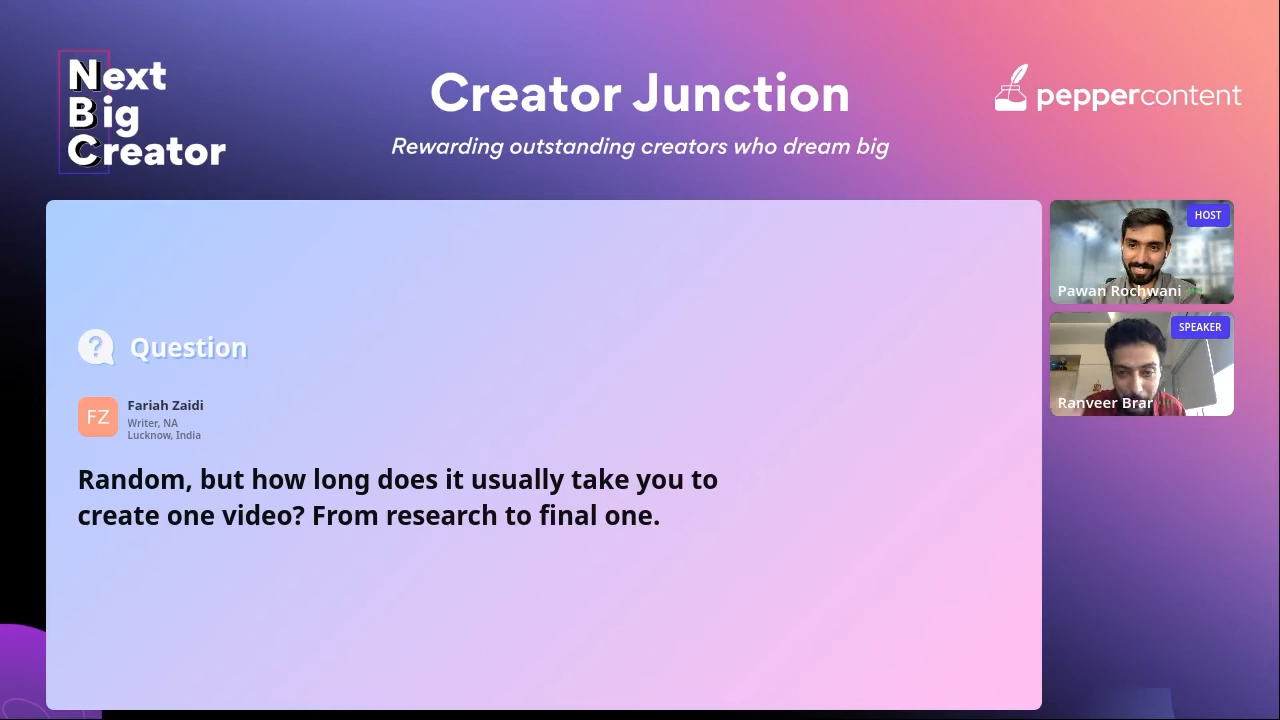 Next
Big
Creator
Creator Junction
Rewarding outstanding creators who dream big
peppercontent
HOST
Pawan Rochwani
SPEAKER
Ranveer Brar
Question
FZ
Fariah Zaidi
Writer, NA
Lucknow, India
Random, but how long does it usually take you to
create one video? From research to final one.